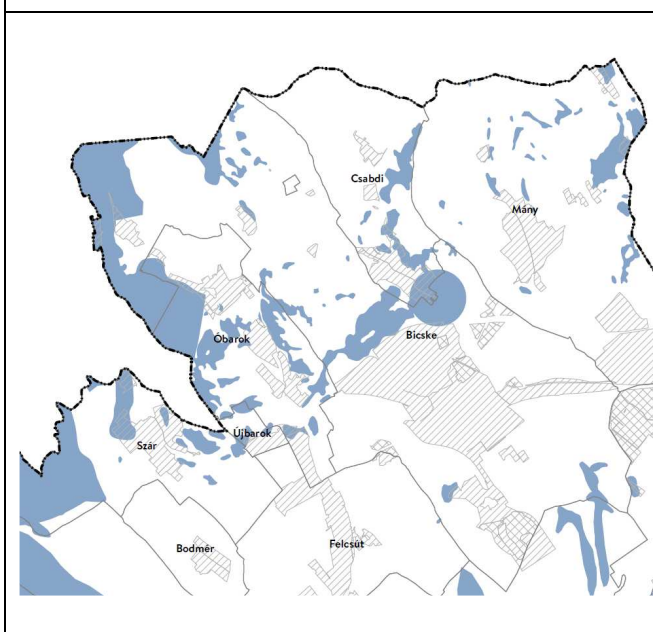 Csabdi
Mány
Bicske
Óbarok
Újbarok
Szár
Bodmér
Felcsút